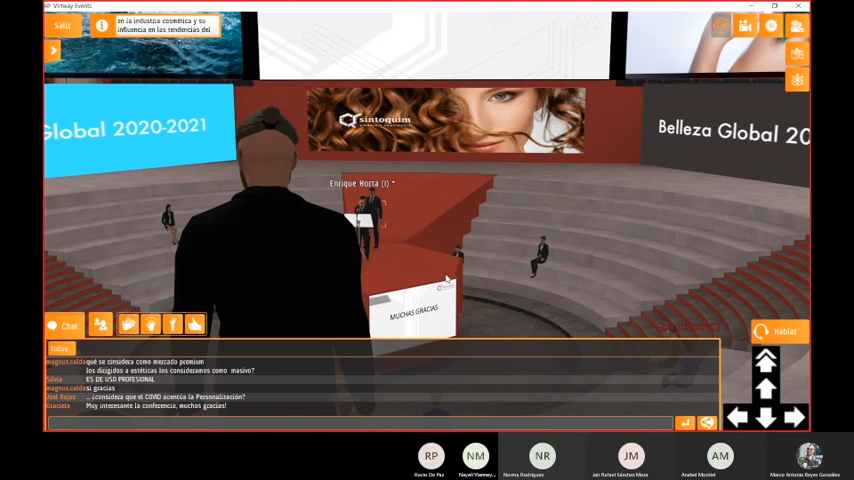 Virtway Events
Salir
en la industria cosmética y su
influencia en las tendencias del
Global 2020-2021
sintoquim
Belleza Global 20
Enrique Horta (I) *
MUCHAS GRACIAS
Chat
Hablar
Todos
magnus.calda qué se cinsidera como mercado premium
los dicigidos a estéticas los consideramos como masivo?
Silvia ES DE USO PROFESIONAL
magnus.calda si gracias
Joel Rojas ... ¿considera que el COVID acentúa la Personalización?
Graciela Muy interesante la conferencia, muchas gracias!
RP NM NR JM AM
Rocio De Paz Nayeli Vianney... Norma Rodriguez Jair Rafael Sánchez Meza Anabel Montiel Marco Antonio Reyes González